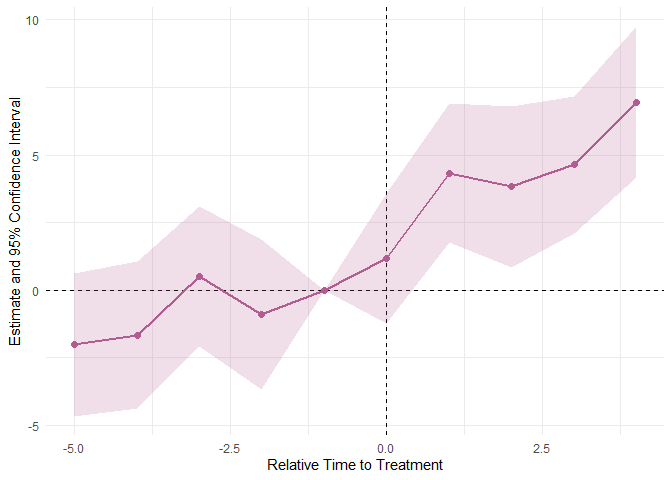 10
5
0
-5
Estimate and 95% Confidence Interval
-5.0 -2.5 0.0 2.5
Relative Time to Treatment